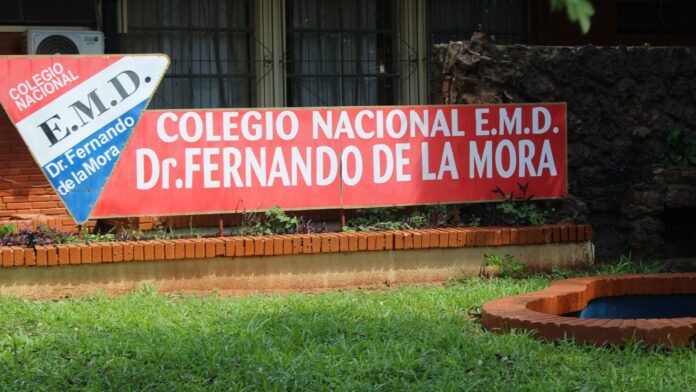 COLEGIO
NACIONAL
E.M.D.
Dr. Fernando
de la Mora
COLEGIO NACIONAL E.M.D.
Dr.FERNANDO DE LA MORA